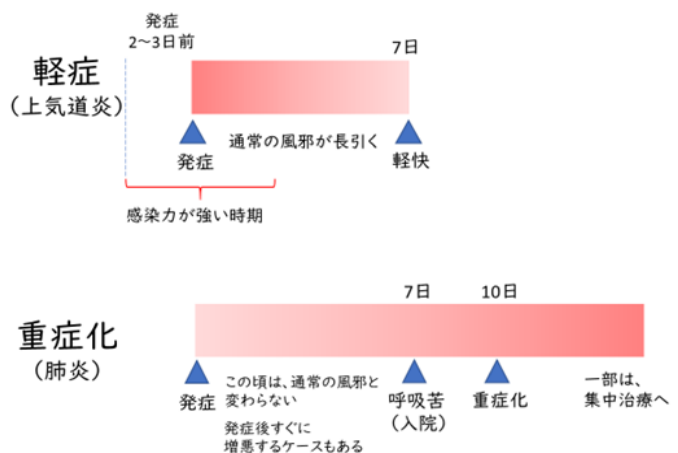 発症
2～3日前
7日
軽症
(上気道炎)
発症
通常の風邪が長引く
軽快
感染力が強い時期
7日
10日
重症化
(肺炎)
発症
この頃は、通常の風邪と
変わらない
発症後すぐに
増悪するケースもある
呼吸苦
(入院)
重症化
一部は、
集中治療へ